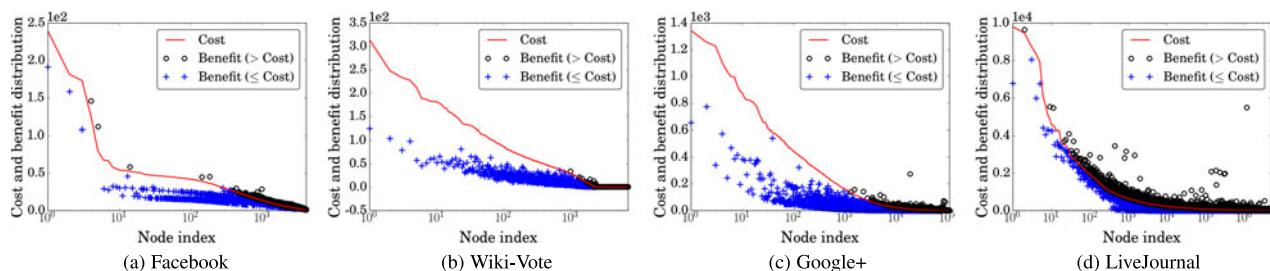 2.5 1e2
2.0
1.5
1.0
0.5
0.0
10^0 10^1 10^2 10^3
Cost and benefit distribution
Node index
Cost
Benefit (> Cost)
Benefit (≤ Cost)
(a) Facebook
3.5 1e2
3.0
2.5
2.0
1.5
1.0
0.5
0.0
-0.5
10^0 10^1 10^2 10^3
Cost and benefit distribution
Node index
Cost
Benefit (> Cost)
Benefit (≤ Cost)
(b) Wiki-Vote
1.4 1e3
1.2
1.0
0.8
0.6
0.4
0.2
0.0
10^0 10^1 10^2 10^3 10^4 10^5
Cost and benefit distribution
Node index
Cost
Benefit (> Cost)
Benefit (≤ Cost)
(c) Google+
1.0 1e4
0.8
0.6
0.4
0.2
0.0
10^0 10^1 10^2 10^3 10^4 10^5 10^6
Cost and benefit distribution
Node index
Cost
Benefit (> Cost)
Benefit (≤ Cost)
(d) LiveJournal